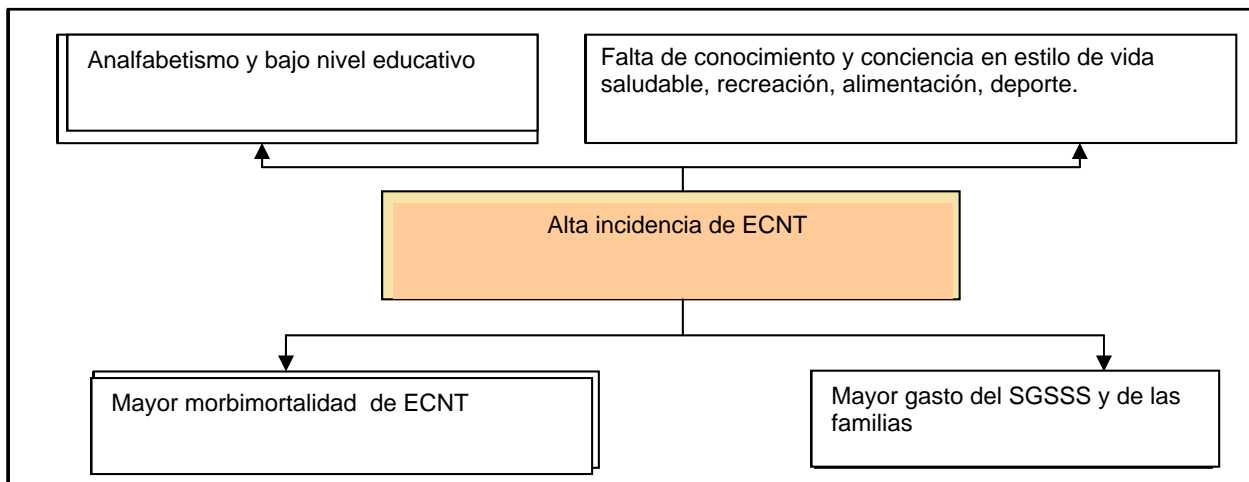 Analfabetismo y bajo nivel educativo
Falta de conocimiento y conciencia en estilo de vida
saludable, recreación, alimentación, deporte.
Alta incidencia de ECNT
Mayor morbimortalidad de ECNT
Mayor gasto del SGSSS y de las
familias